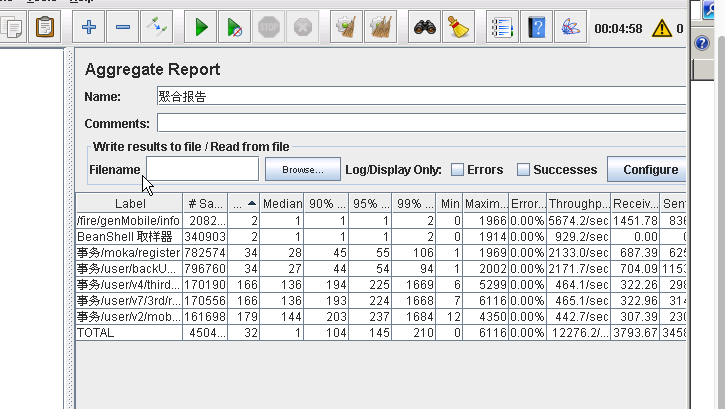 00:04:58 0
Aggregate Report
Name: 聚合报告
Comments:
Write results to file / Read from file
Filename Browse... Log/Display Only: Errors Successes Configure
Label # Sa... ... Median 90% ... 95% ... 99% ... Min Maxim... Error... Throughp... Receiv... Sent
/fire/genMobile/info 2082... 2 1 1 1 2 0 1966 0.00% 5674.2/sec 1451.78 836
BeanShell 取样器 340903 2 1 1 1 2 0 1914 0.00% 929.2/sec 0.00 0
事务/moka/register 782574 34 28 45 55 106 1 1969 0.00% 2133.0/sec 687.39 625
事务/user/backU... 796760 34 27 44 54 94 1 2002 0.00% 2171.7/sec 704.09 1153
事务/user/v4/third... 170190 166 136 194 225 1669 6 5299 0.00% 464.1/sec 322.26 298
事务/user/v7/3rd/r... 170556 166 136 193 224 1668 7 6116 0.00% 465.1/sec 322.96 314
事务/user/v2/mob... 161698 179 144 203 237 1684 12 4350 0.00% 442.7/sec 307.39 230
TOTAL 4504... 32 1 104 145 210 0 6116 0.00% 12276.2/... 3793.67 3458